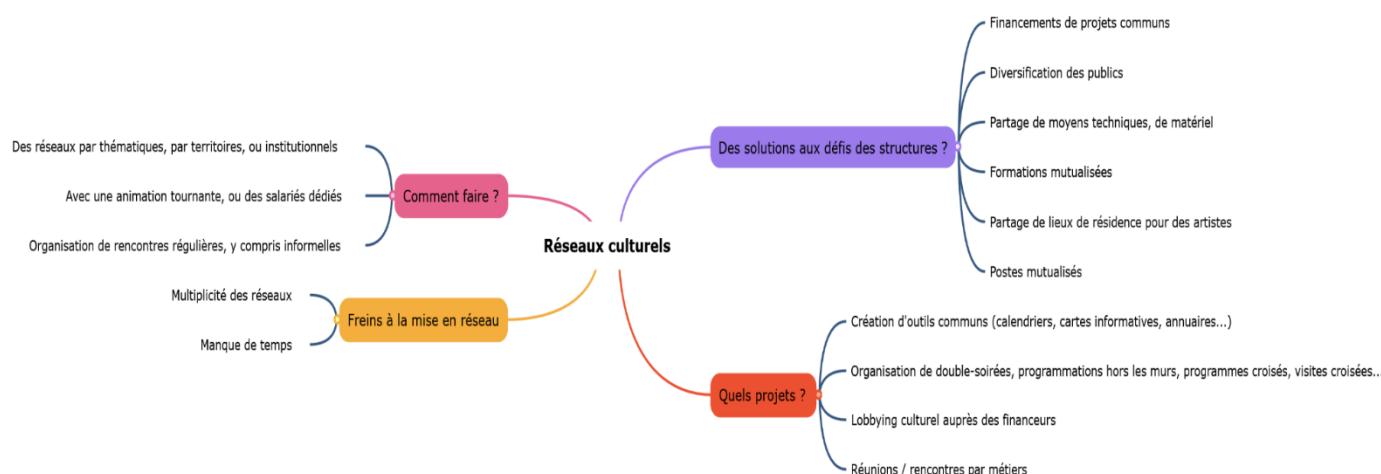 Réseaux culturels
Des solutions aux défis des structures ?
Financements de projets communs
Diversification des publics
Partage de moyens techniques, de matériel
Formations mutualisées
Partage de lieux de résidence pour des artistes
Postes mutualisés
Quels projets ?
Création d'outils communs (calendriers, cartes informatives, annuaires...)
Organisation de double-soirées, programmations hors les murs, programmes croisés, visites croisées...
Lobbying culturel auprès des financeurs
Réunions / rencontres par métiers
Comment faire ?
Des réseaux par thématiques, par territoires, ou institutionnels
Avec une animation tournante, ou des salariés dédiés
Organisation de rencontres régulières, y compris informelles
Freins à la mise en réseau
Multiplicité des réseaux
Manque de temps